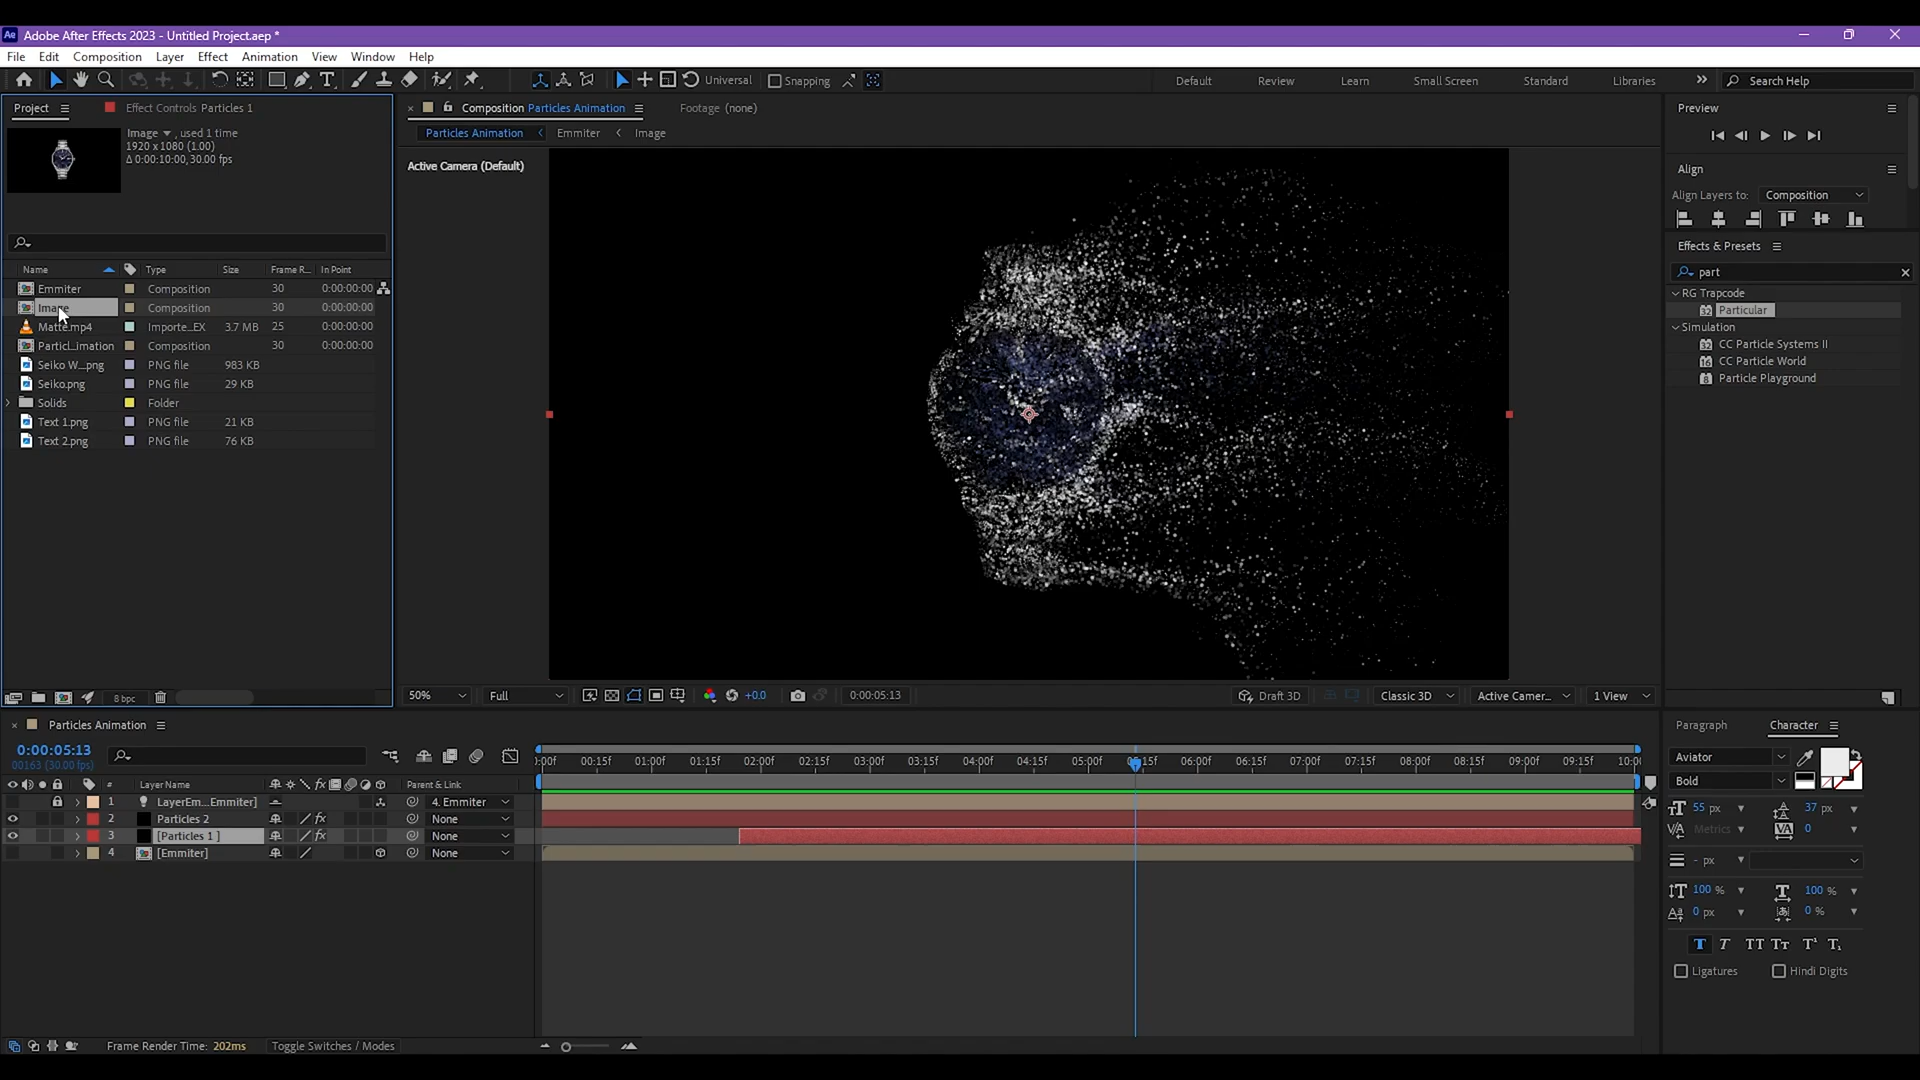 Ae Adobe After Effects 2023 - Untitled Project.aep *
File Edit Composition Layer Effect Animation View Window Help
Universal Snapping Default Review Learn Small Screen Standard Libraries Search Help
Project Effect Controls Particles 1
Image , used 1 time
1920 x 1080 (1.00)
Δ 0:00:10:00, 30.00 fps
Name Type Size Frame R... In Point
Emmiter Composition 30 0:00:00:00
Image Composition 30 0:00:00:00
Matte.mp4 Importe...EX 3.7 MB 25 0:00:00:00
Particl...imation Composition 30 0:00:00:00
Seiko W...png PNG file 983 KB
Seiko.png PNG file 29 KB
Solids Folder
Text 1.png PNG file 21 KB
Text 2.png PNG file 76 KB
8 bpc
Composition Particles Animation Footage (none)
Particles Animation Emmiter Image
Active Camera (Default)
50% Full +0.0 0:00:05:13 Draft 3D Classic 3D Active Camer... 1 View
Preview
Align
Align Layers to: Composition
Effects & Presets
part
RG Trapcode
Particular
Simulation
CC Particle Systems II
CC Particle World
Particle Playground
Particles Animation
0:00:05:13
00163 (30.00 fps)
:00f 00:15f 01:00f 01:15f 02:00f 02:15f 03:00f 03:15f 04:00f 04:15f 05:00f 05:15f 06:00f 06:15f 07:00f 07:15f 08:00f 08:15f 09:00f 09:15f 10:0
# Layer Name fx Parent & Link
1 LayerEm...Emmiter] 4. Emmiter
2 Particles 2 fx None
3 [Particles 1 ] fx None
4 [Emmiter] None
Frame Render Time: 202ms Toggle Switches / Modes
Paragraph Character
Aviator
Bold
55 px 37 px
Metrics 0
- px
100 % 100 %
0 px 0 %
T T TT Tt T¹ T₁
Ligatures Hindi Digits